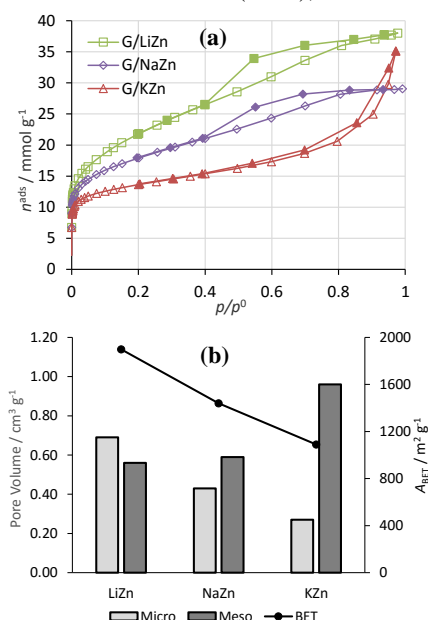 (a)
G/LiZn
G/NaZn
G/KZn
40
35
30
25
20
15
10
5
0
nᵃᵈˢ / mmol g⁻¹
0 0.2 0.4 0.6 0.8 1
p/p⁰
(b)
1.20
1.00
0.80
0.60
0.40
0.20
0.00
Pore Volume / cm³ g⁻¹
2000
1600
1200
800
400
0
A_BET / m² g⁻¹
LiZn NaZn KZn
Micro Meso BET